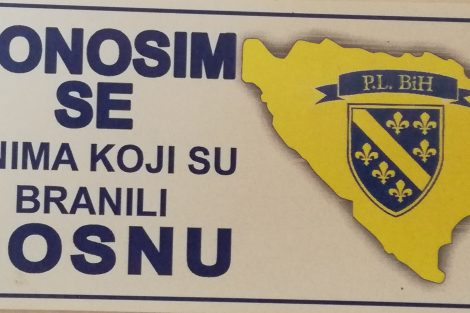 ONOSIM
SE
NIMA KOJI SU
BRANILI
OSNU
P.L. BiH